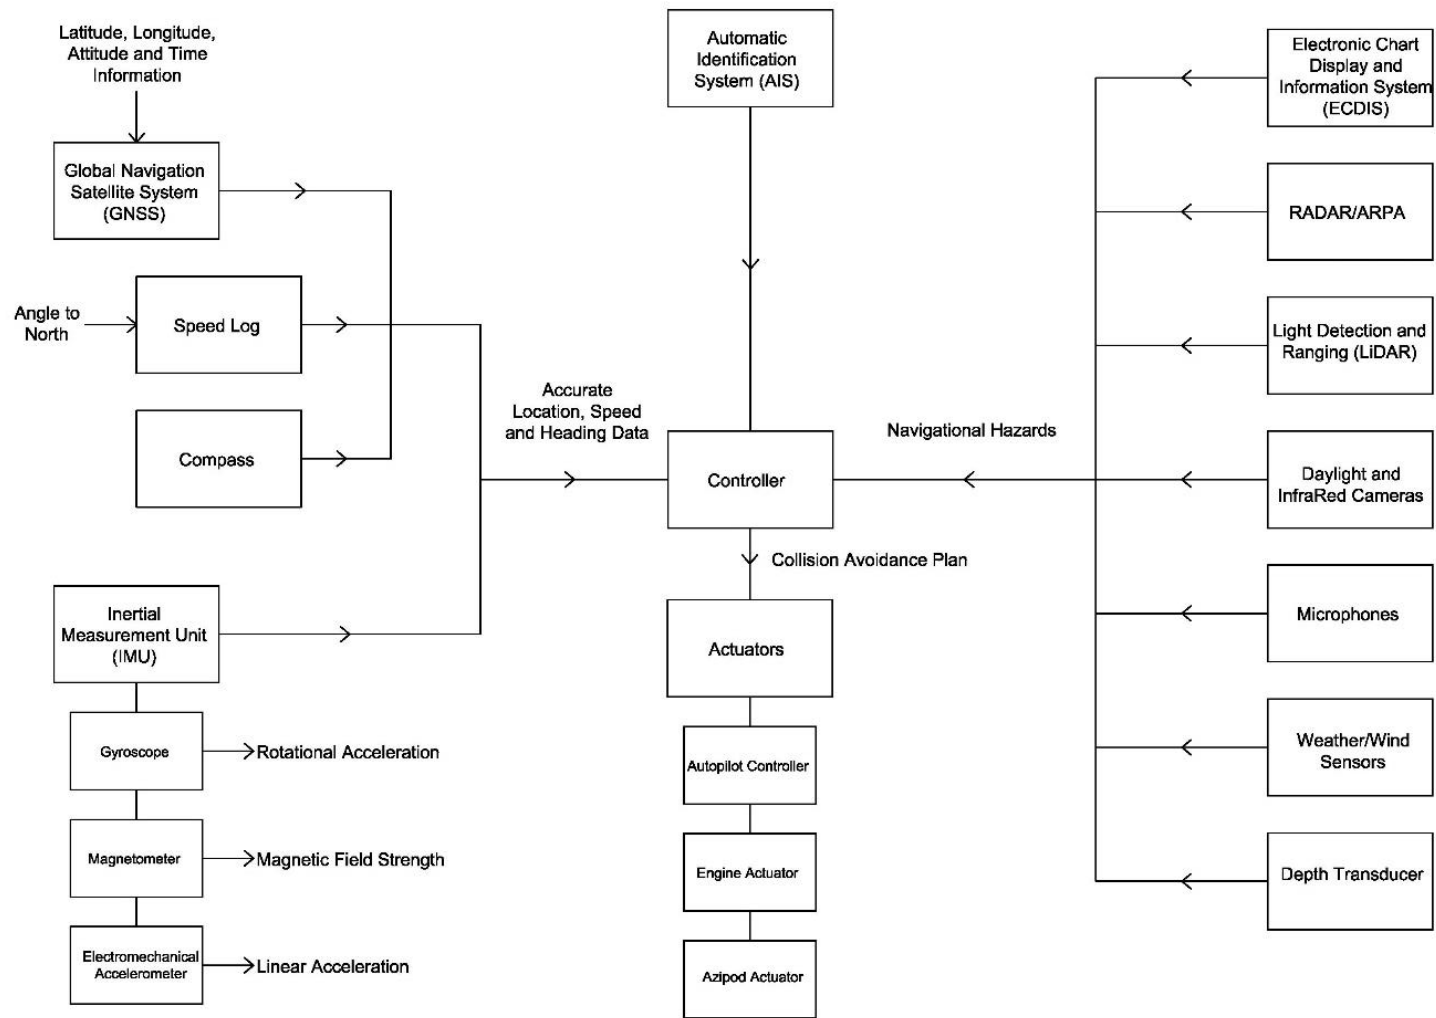 Latitude, Longitude,
Attitude and Time
Information
Global Navigation
Satellite System
(GNSS)
Angle to
North
Speed Log
Compass
Accurate
Location, Speed
and Heading Data
Inertial
Measurement Unit
(IMU)
Gyroscope
Rotational Acceleration
Magnetometer
Magnetic Field Strength
Electromechanical
Accelerometer
Linear Acceleration
Automatic
Identification
System (AIS)
Controller
Collision Avoidance Plan
Actuators
Autopilot Controller
Engine Actuator
Azipod Actuator
Navigational Hazards
Electronic Chart
Display and
Information System
(ECDIS)
RADAR/ARPA
Light Detection and
Ranging (LiDAR)
Daylight and
InfraRed Cameras
Microphones
Weather/Wind
Sensors
Depth Transducer